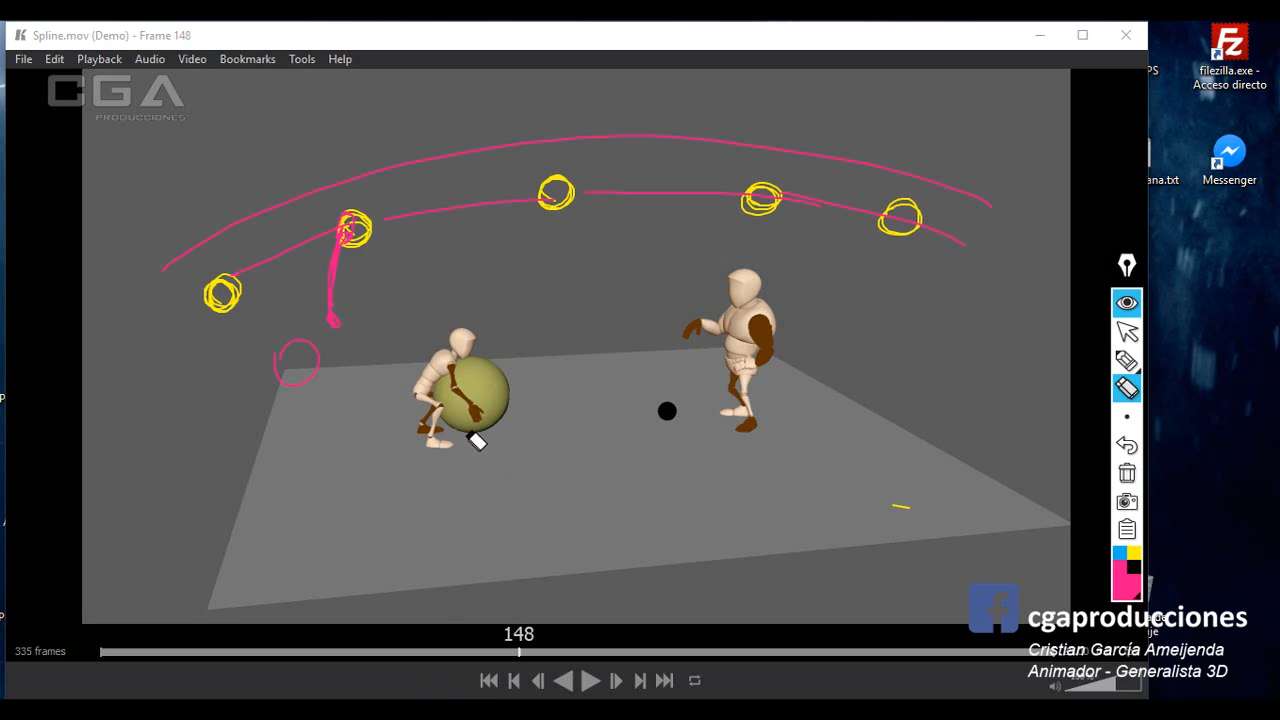 Spline.mov (Demo) - Frame 148
File Edit Playback Audio Video Bookmarks Tools Help
CGA
PRODUCCIONES
PS
filezilla.exe -
Acceso directo
ana.txt
Messenger
148
335 frames
cgaproducciones
Cristian García Ameijenda
Animador - Generalista 3D